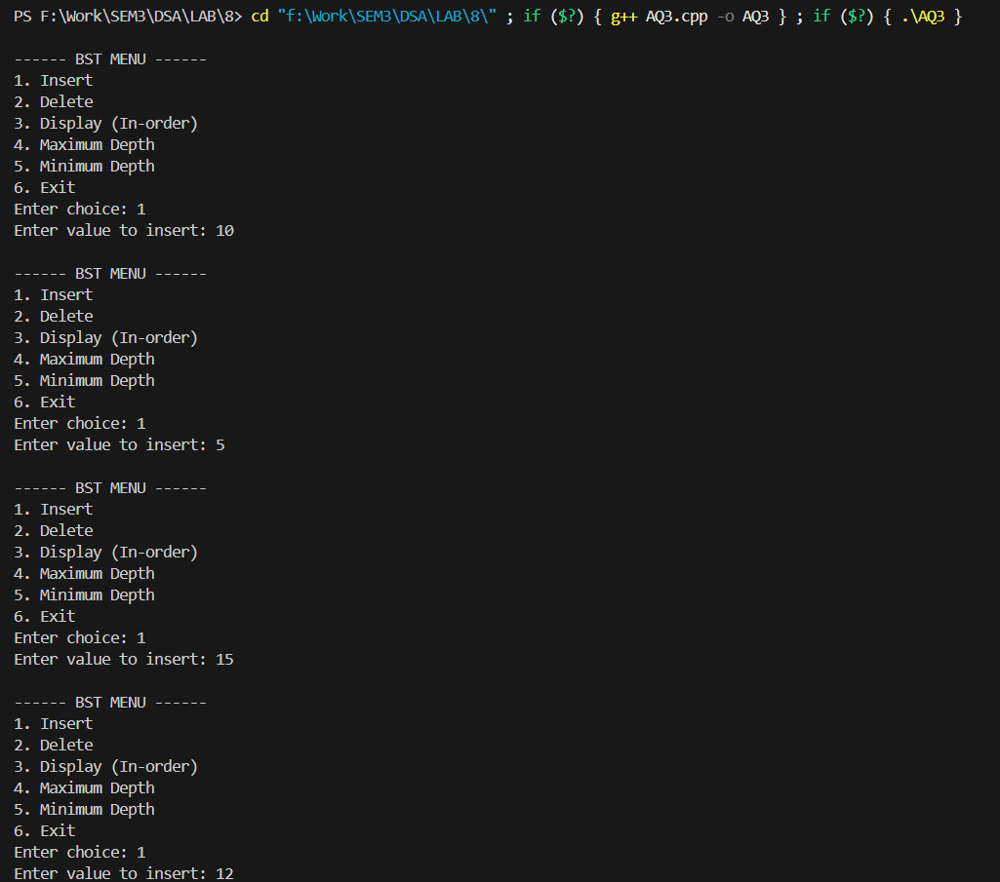 PS F:\Work\SEM3\DSA\LAB\8> cd "f:\Work\SEM3\DSA\LAB\8\" ; if ($?) { g++ AQ3.cpp -o AQ3 } ; if ($?) { .\AQ3 }
------ BST MENU ------
1. Insert
2. Delete
3. Display (In-order)
4. Maximum Depth
5. Minimum Depth
6. Exit
Enter choice: 1
Enter value to insert: 10
------ BST MENU ------
1. Insert
2. Delete
3. Display (In-order)
4. Maximum Depth
5. Minimum Depth
6. Exit
Enter choice: 1
Enter value to insert: 5
------ BST MENU ------
1. Insert
2. Delete
3. Display (In-order)
4. Maximum Depth
5. Minimum Depth
6. Exit
Enter choice: 1
Enter value to insert: 15
------ BST MENU ------
1. Insert
2. Delete
3. Display (In-order)
4. Maximum Depth
5. Minimum Depth
6. Exit
Enter choice: 1
Enter value to insert: 12